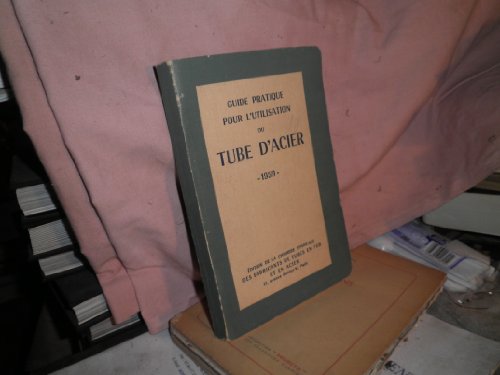 GUIDE PRATIQUE
POUR L'UTILISATION
DU
TUBE D'ACIER
- 1950 -
ÉDITION DE LA CHAMBRE SYNDICALE
DES FABRICANTS DE TUBES EN FER
ET EN ACIER